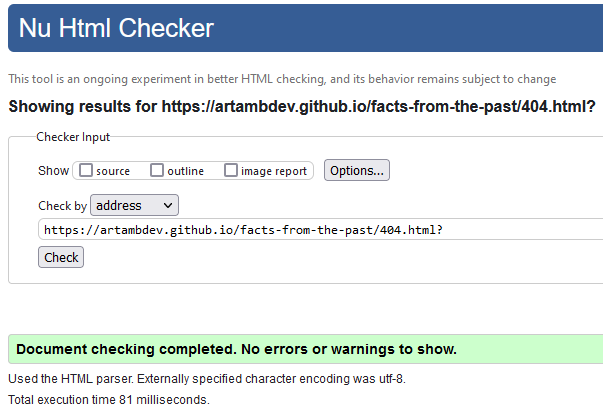 Nu Html Checker
This tool is an ongoing experiment in better HTML checking, and its behavior remains subject to change
Showing results for https://artambdev.github.io/facts-from-the-past/404.html?
Checker Input
Show source outline image report Options...
Check by address
https://artambdev.github.io/facts-from-the-past/404.html?
Check
Document checking completed. No errors or warnings to show.
Used the HTML parser. Externally specified character encoding was utf-8.
Total execution time 81 milliseconds.